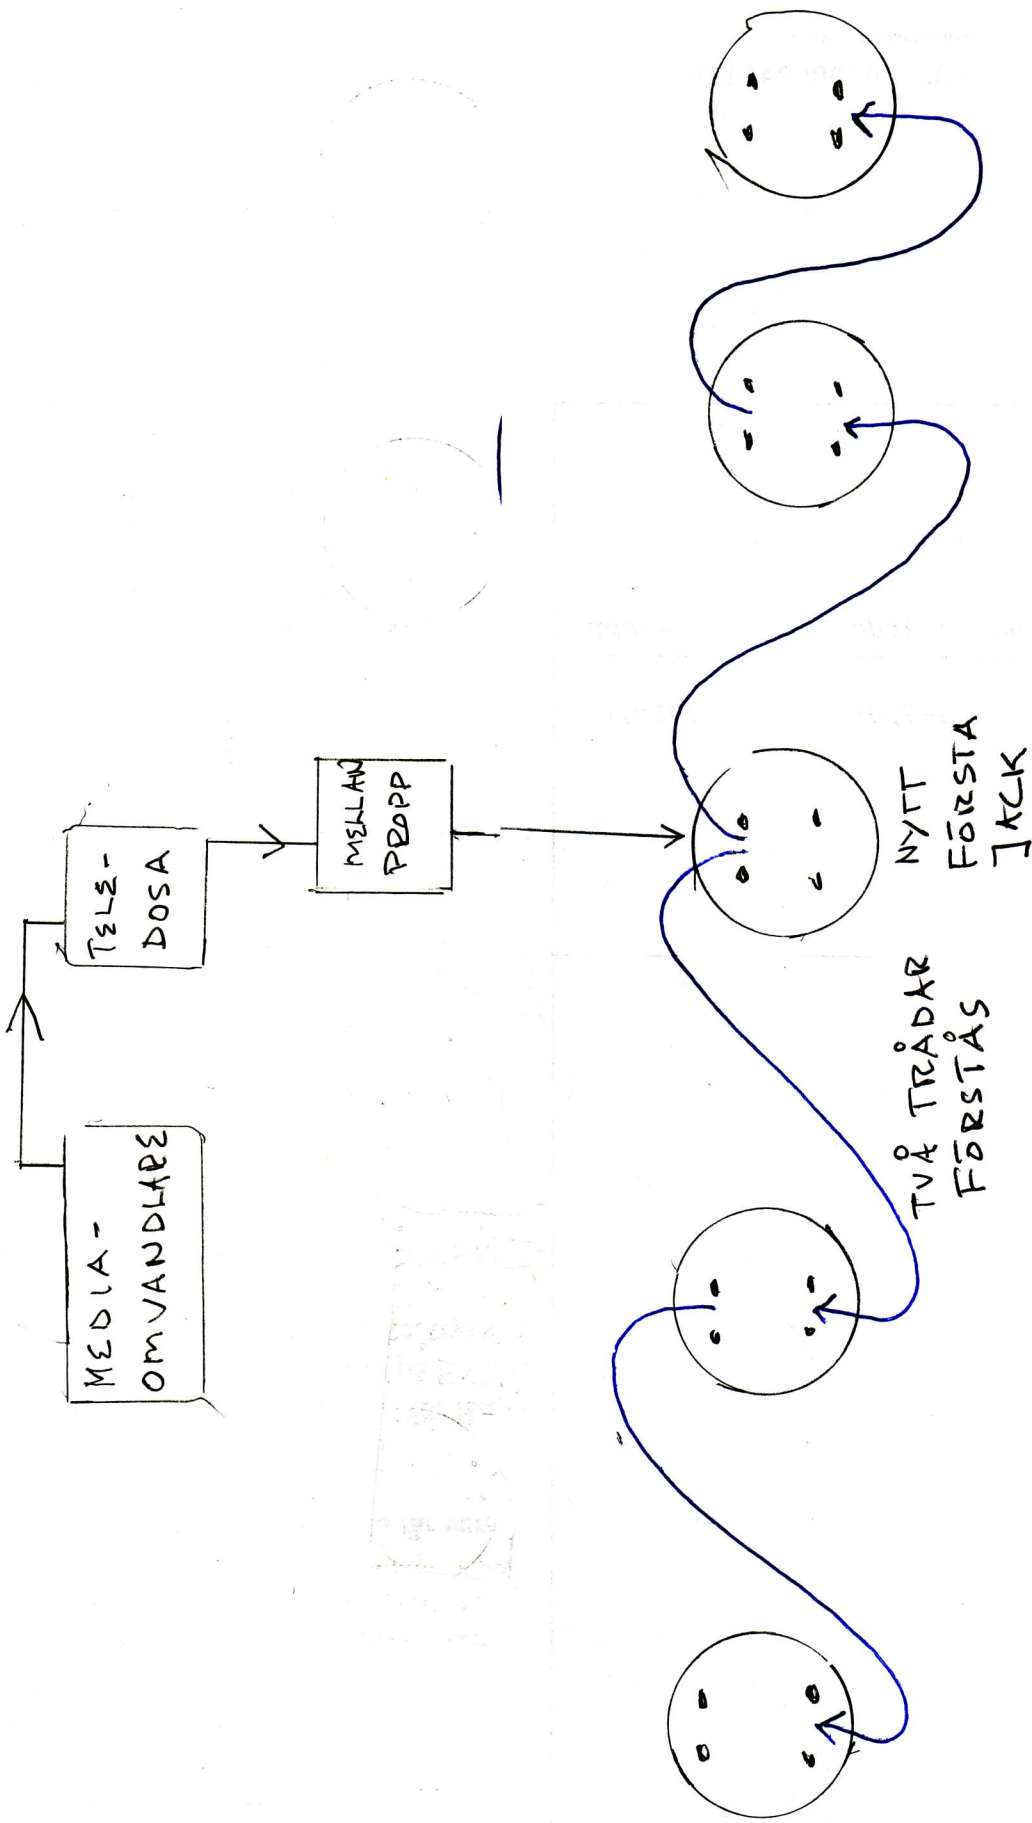 MEDIA-
OMVANDLARE
TELE-
DOSA
MELLAN
PROPP
TVÅ TRÅDAR
FÖRSTÅS
NYTT
FÖRSTA
JACK